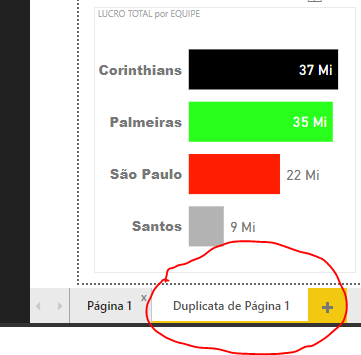 LUCRO TOTAL por EQUIPE
Corinthians 37 Mi
Palmeiras 35 Mi
São Paulo 22 Mi
Santos 9 Mi
Página 1 x Duplicata de Página 1 +